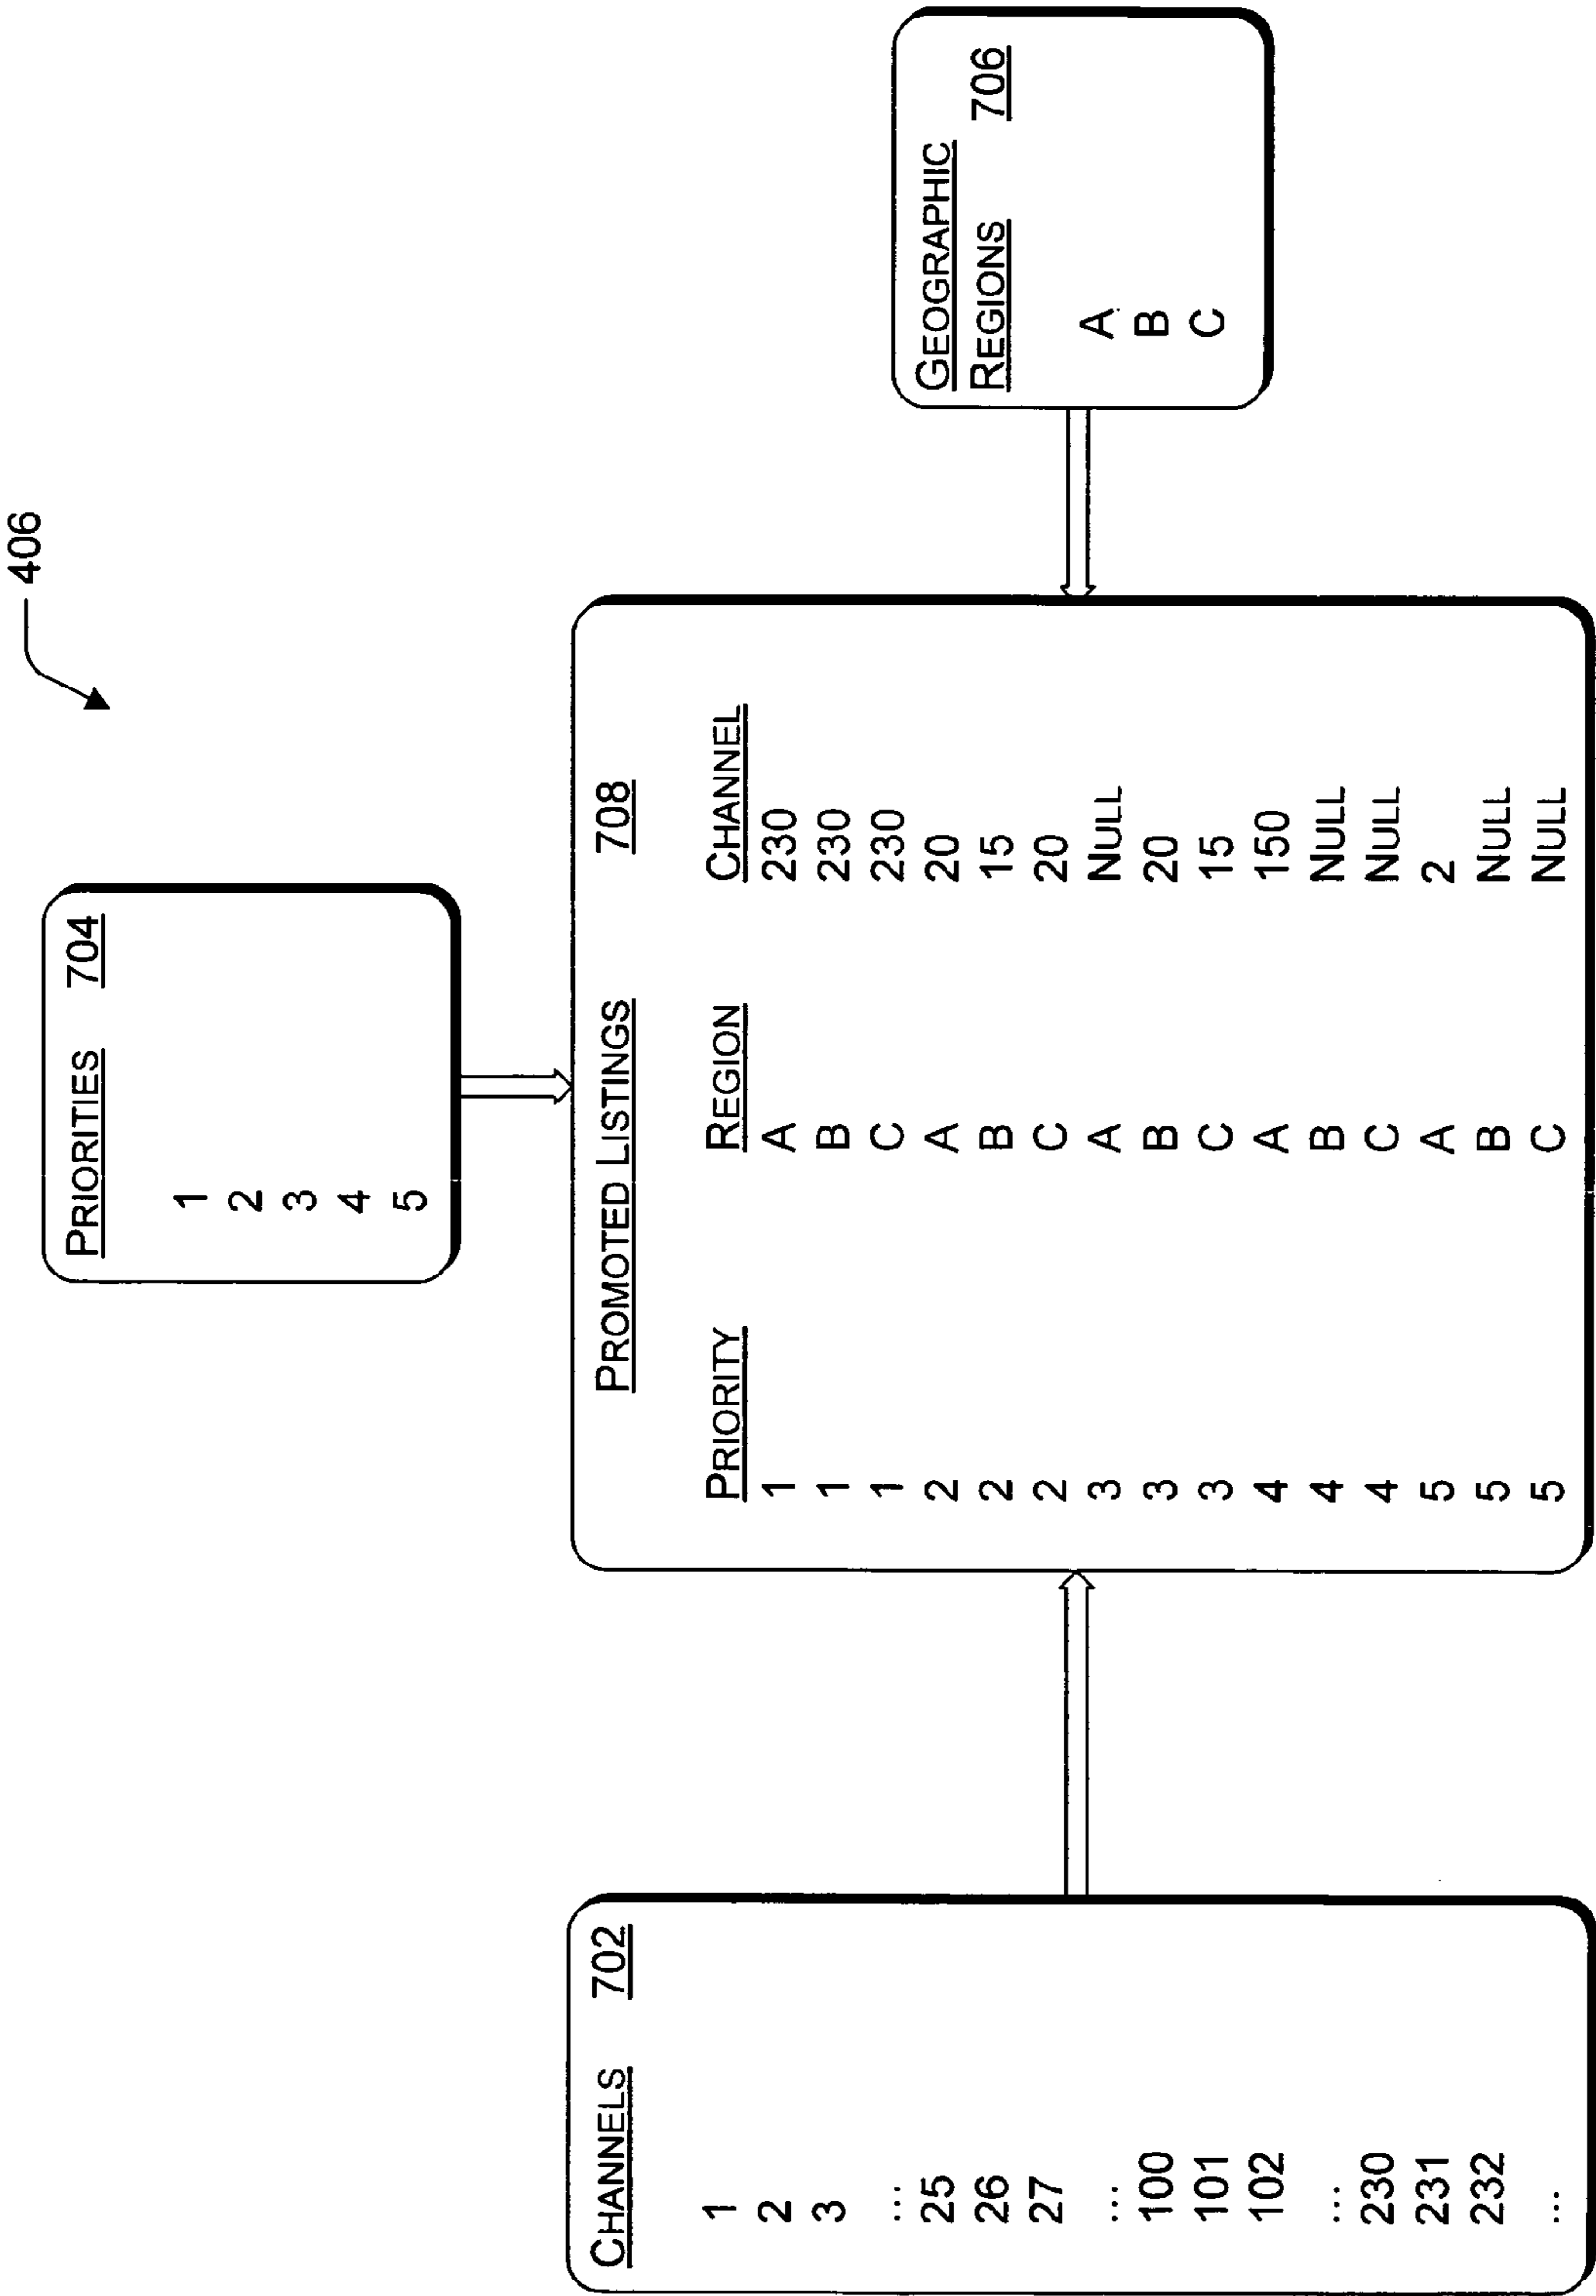 406
PRIORITIES 704
1
2
3
4
5
CHANNELS 702
1
2
3
...
25
26
27
...
100
101
102
...
230
231
232
...
PROMOTED LISTINGS 708
PRIORITY REGION CHANNEL
1 A 230
1 B 230
1 C 230
2 A 20
2 B 15
2 C 20
3 A NULL
3 B 20
3 C 15
4 A 150
4 B NULL
4 C NULL
5 A 2
5 B NULL
5 C NULL
GEOGRAPHIC
REGIONS 706
A
B
C